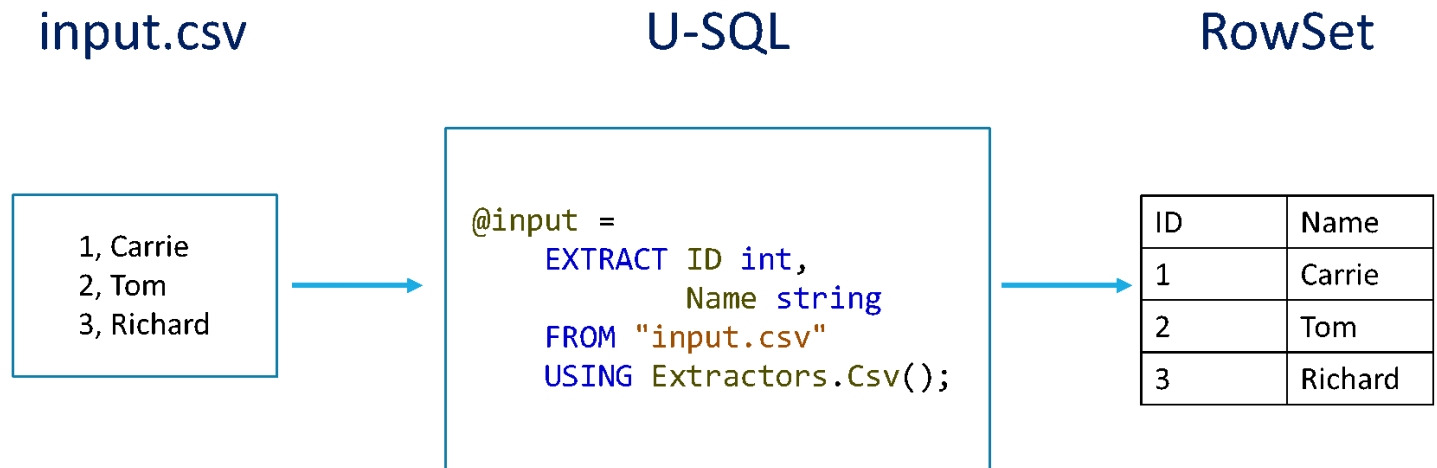 input.csv
U-SQL
RowSet
1, Carrie
2, Tom
3, Richard
@input =
    EXTRACT ID int,
            Name string
    FROM "input.csv"
    USING Extractors.Csv();
ID Name
1 Carrie
2 Tom
3 Richard